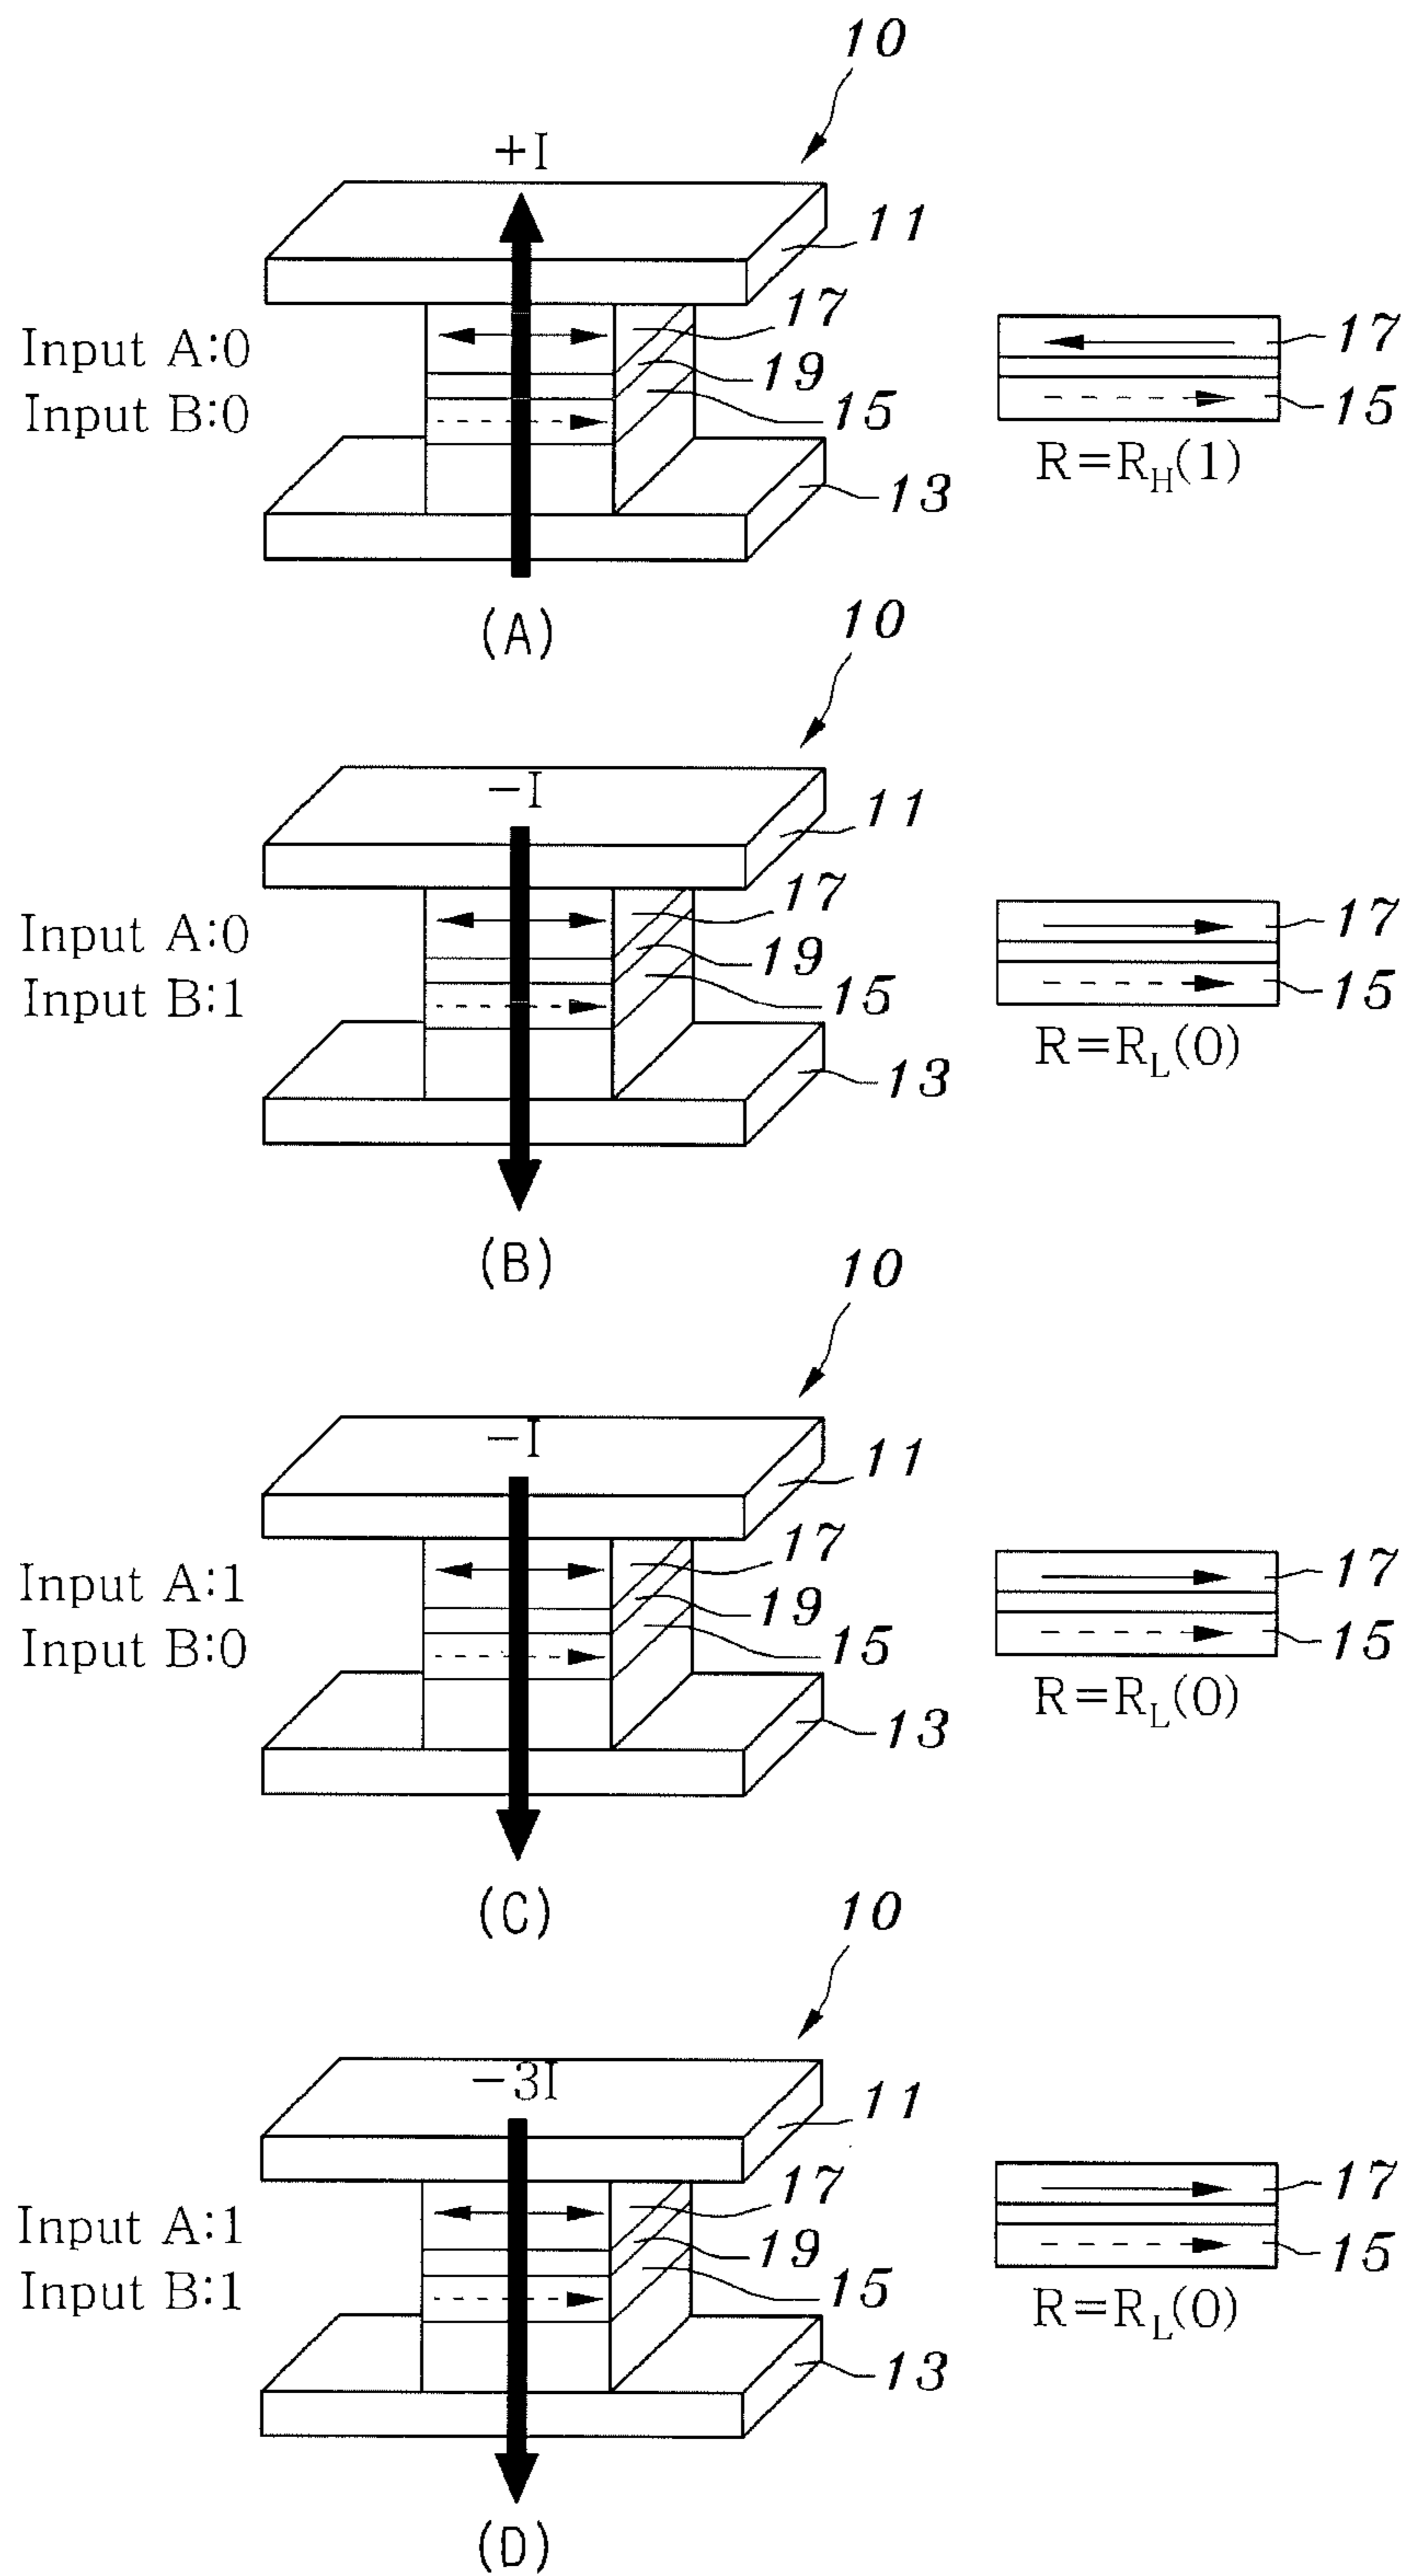 10
+I
11
17
Input A:0
19
Input B:0
15
13
17
15
R=R_H(1)
(A)
10
-I
11
17
Input A:0
19
Input B:1
15
13
17
15
R=R_L(0)
(B)
10
-I
11
17
Input A:1
19
Input B:0
15
13
17
15
R=R_L(0)
(C)
10
-3I
11
17
Input A:1
19
Input B:1
15
13
17
15
R=R_L(0)
(D)